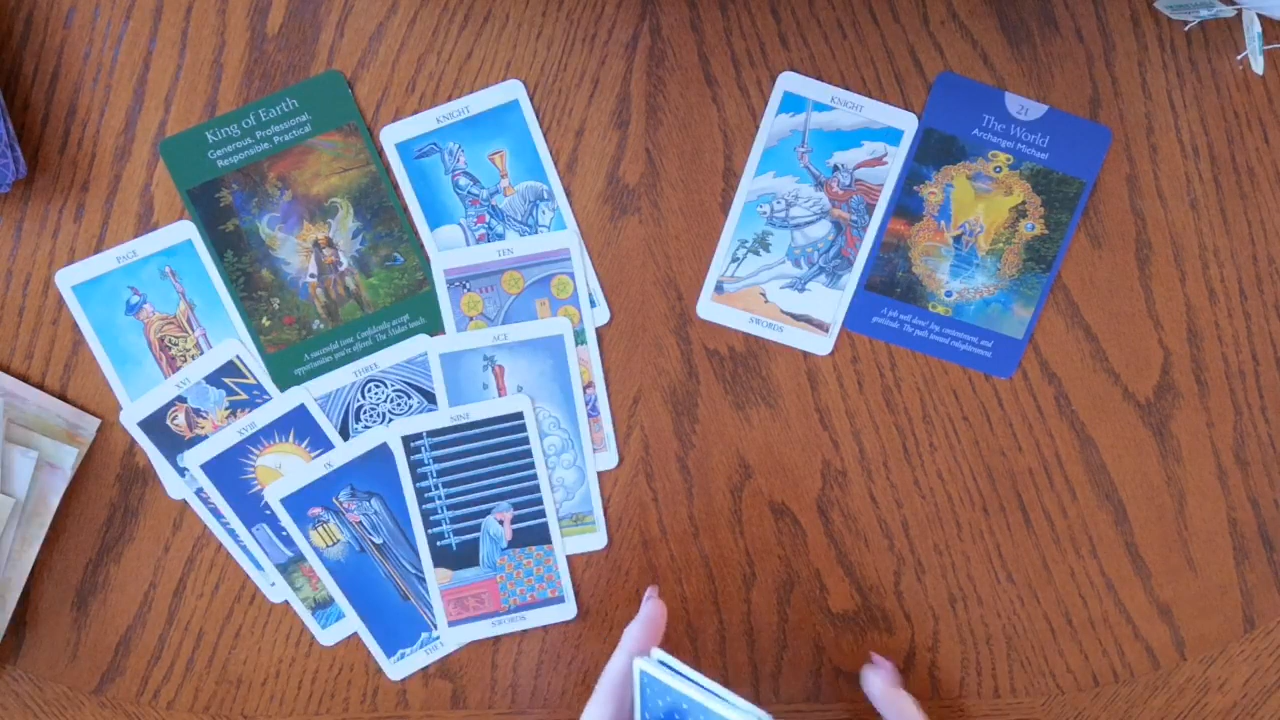 King of Earth
Generous, Professional,
Responsible, Practical
A successful time. Confidently accept
opportunities you're offered. The Midas touch.
KNIGHT
PAGE
TEN
ACE
THREE
XVI
XVIII
IX
NINE
SWORDS
KNIGHT
SWORDS
21
The World
Archangel Michael
A job well done! Joy, contentment, and
gratitude. The path toward enlightenment.